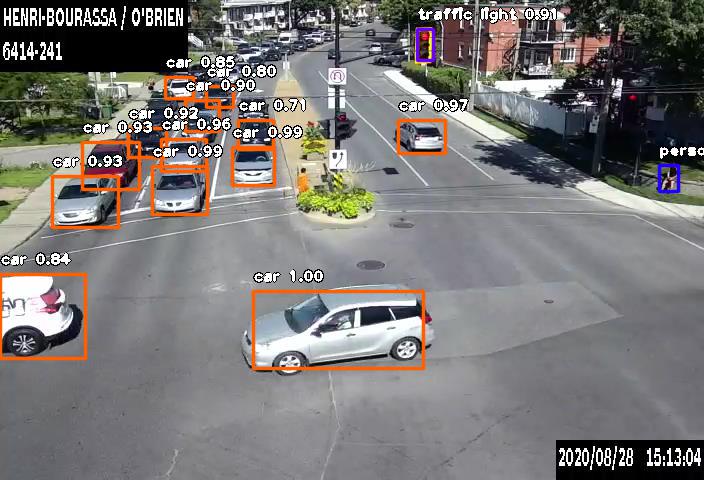 HENRI-BOURASSA / O'BRIEN
6414-241
traffic light 0.91
car 0.85
car 0.80
car 0.90
car 0.71
car 0.97
car 0.92
car 0.93
car 0.96
car 0.99
perso
car 0.93
car 0.99
car 0.84
car 1.00
2020/08/28 15:13:04